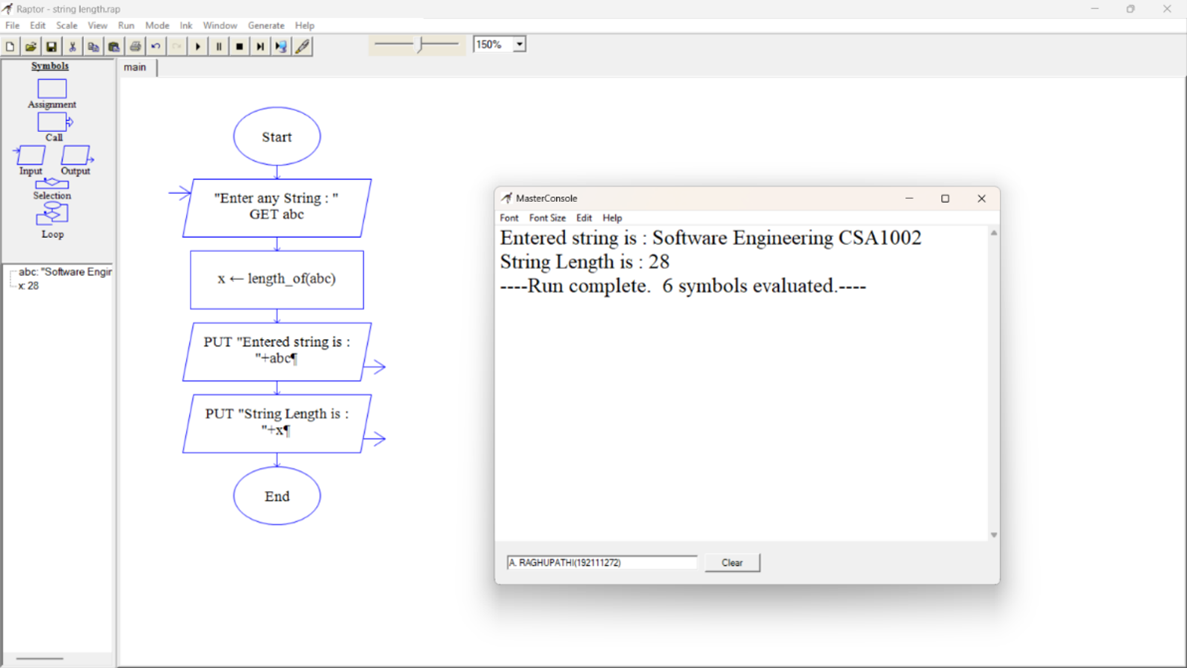 Raptor - string length.rap
File Edit Scale View Run Mode Ink Window Generate Help
150%
Symbols
Assignment
Call
Input Output
Selection
Loop
abc: "Software Engir
x: 28
main
Start
"Enter any String : "
GET abc
x ← length_of(abc)
PUT "Entered string is :
"+abc¶
PUT "String Length is :
"+x¶
End
MasterConsole
Font Font Size Edit Help
Entered string is : Software Engineering CSA1002
String Length is : 28
----Run complete.  6 symbols evaluated.----
A. RAGHUPATHI(192111272)
Clear